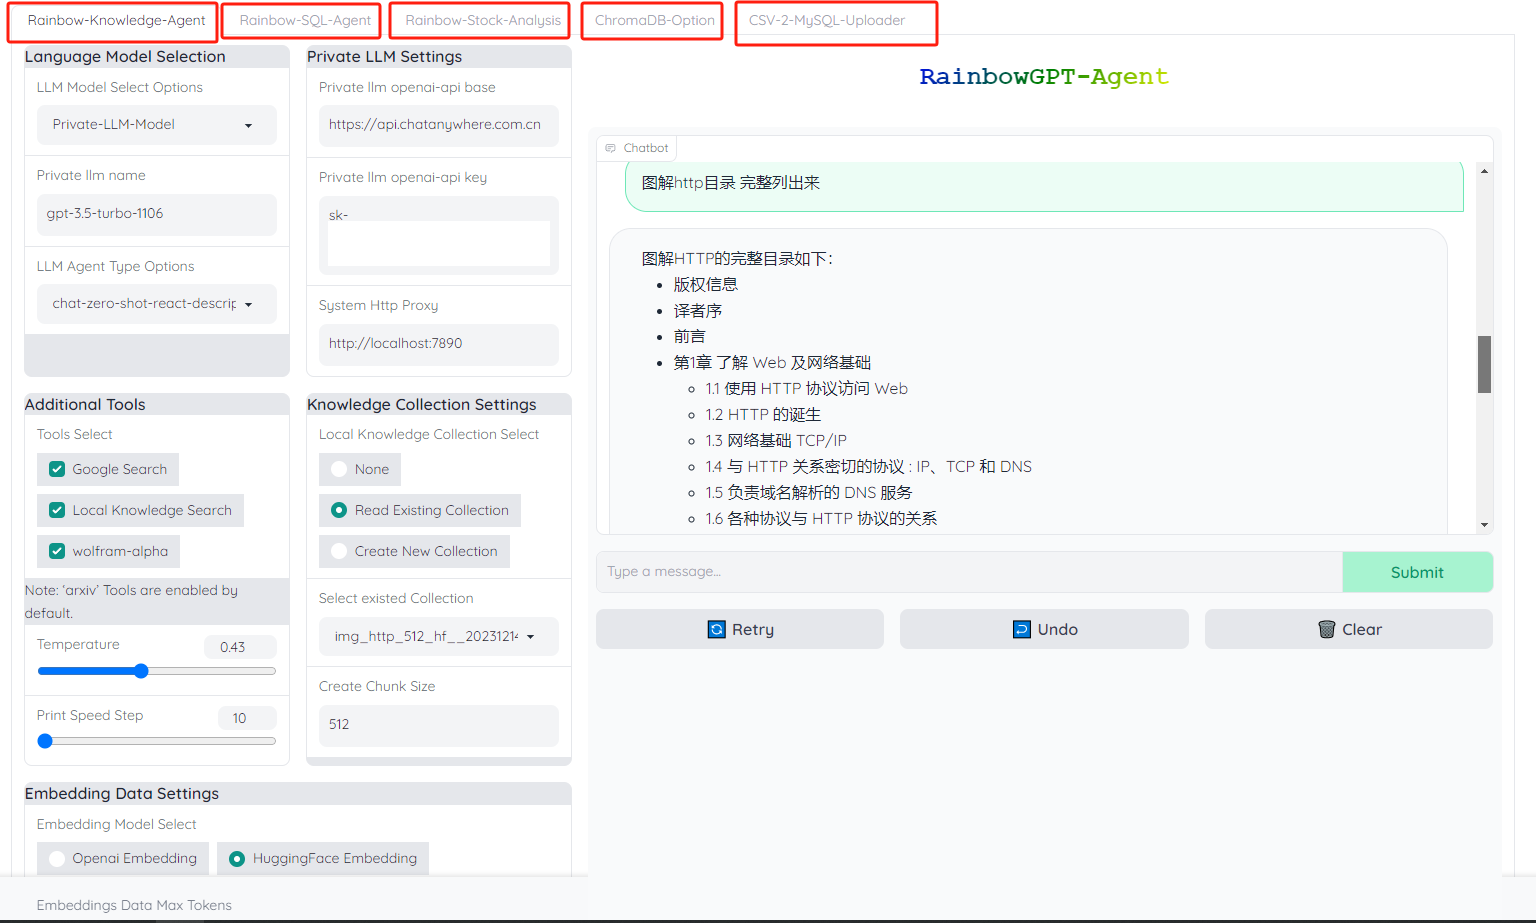 Rainbow-Knowledge-Agent
Rainbow-SQL-Agent
Rainbow-Stock-Analysis
ChromaDB-Option
CSV-2-MySQL-Uploader
Language Model Selection
LLM Model Select Options
Private-LLM-Model
Private llm name
gpt-3.5-turbo-1106
LLM Agent Type Options
chat-zero-shot-react-descrip
Private LLM Settings
Private llm openai-api base
https://api.chatanywhere.com.cn
Private llm openai-api key
sk-
System Http Proxy
http://localhost:7890
Additional Tools
Tools Select
Google Search
Local Knowledge Search
wolfram-alpha
Note: ‘arxiv’ Tools are enabled by
default.
Temperature
0.43
Print Speed Step
10
Knowledge Collection Settings
Local Knowledge Collection Select
None
Read Existing Collection
Create New Collection
Select existed Collection
img_http_512_hf__20231214
Create Chunk Size
512
Embedding Data Settings
Embedding Model Select
Openai Embedding
HuggingFace Embedding
Embeddings Data Max Tokens
RainbowGPT-Agent
Chatbot
图解http目录 完整列出来
图解HTTP的完整目录如下：
版权信息
译者序
前言
第1章 了解 Web 及网络基础
1.1 使用 HTTP 协议访问 Web
1.2 HTTP 的诞生
1.3 网络基础 TCP/IP
1.4 与 HTTP 关系密切的协议 : IP、TCP 和 DNS
1.5 负责域名解析的 DNS 服务
1.6 各种协议与 HTTP 协议的关系
Type a message...
Submit
Retry
Undo
Clear